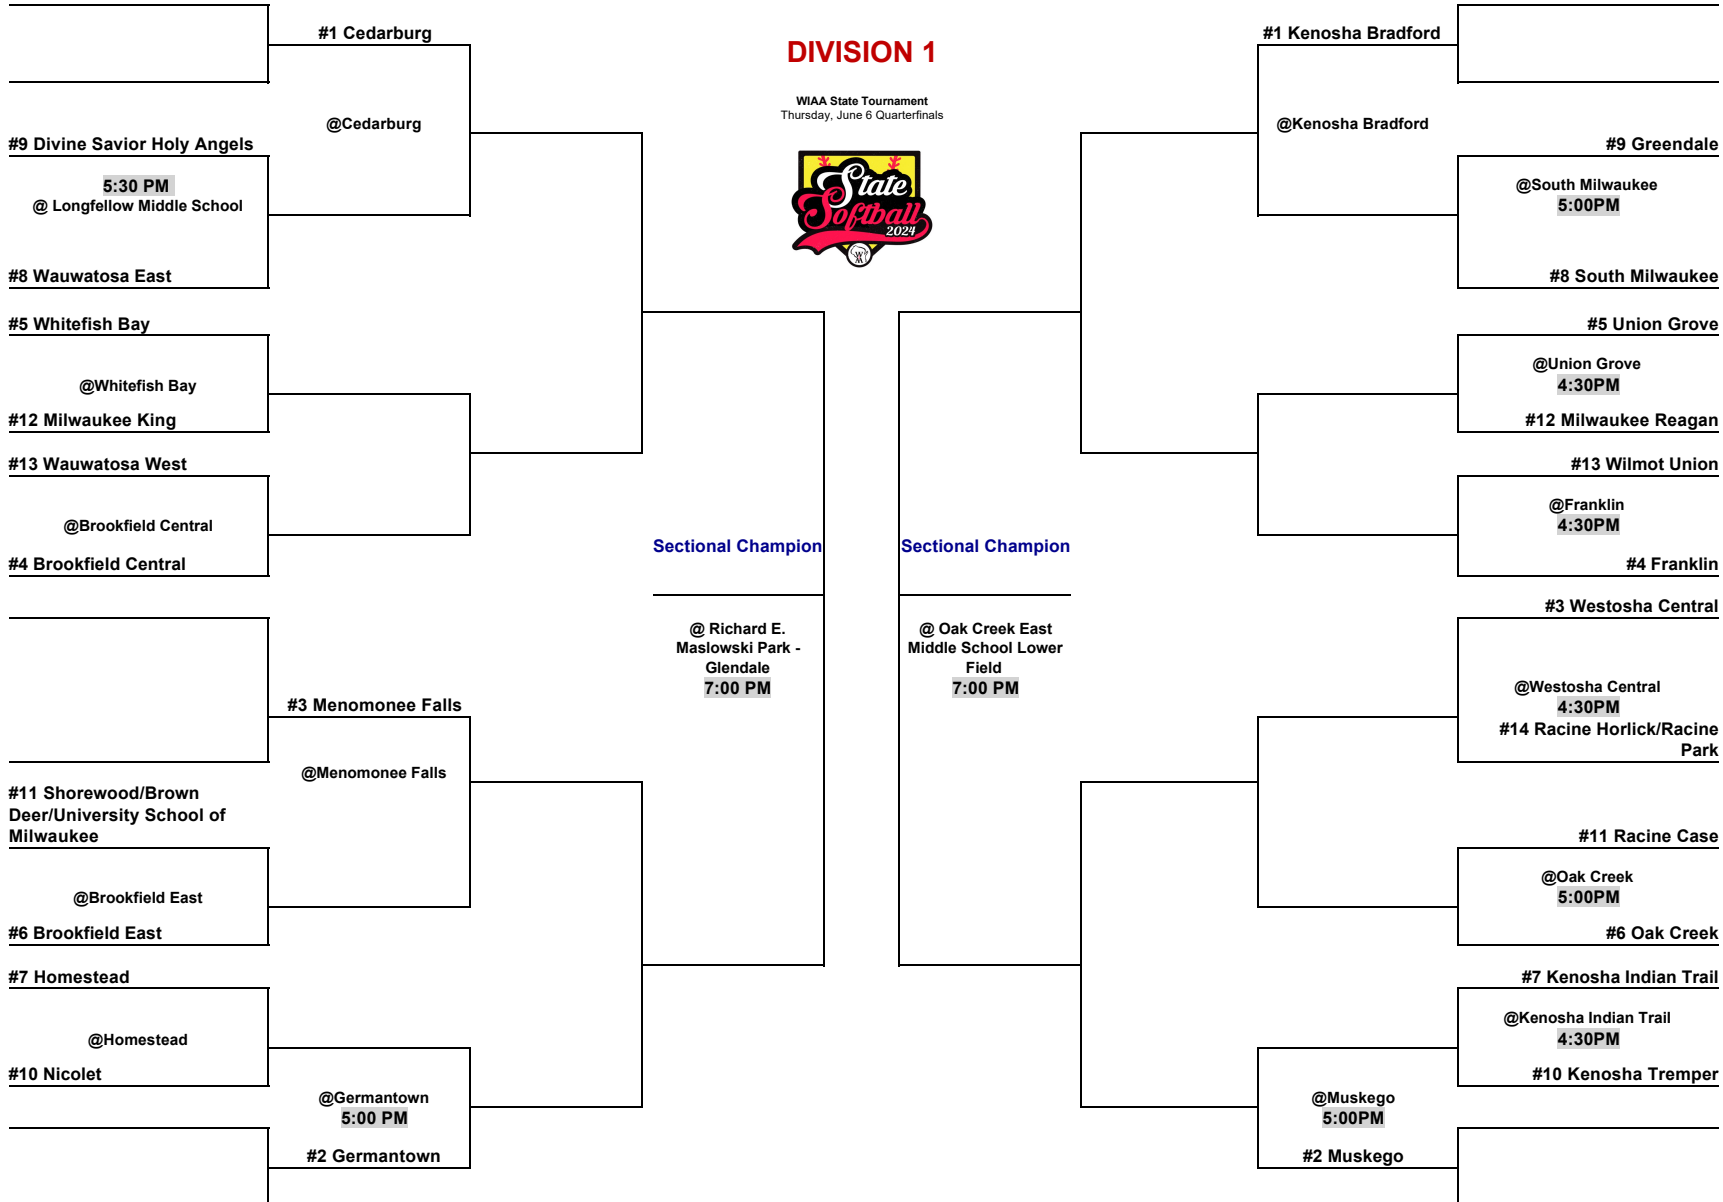 #1 Cedarburg
@Cedarburg
#9 Divine Savior Holy Angels
5:30 PM
@ Longfellow Middle School
#8 Wauwatosa East
#5 Whitefish Bay
@Whitefish Bay
#12 Milwaukee King
#13 Wauwatosa West
@Brookfield Central
#4 Brookfield Central
#3 Menomonee Falls
@Menomonee Falls
#11 Shorewood/Brown
Deer/University School of
Milwaukee
@Brookfield East
#6 Brookfield East
#7 Homestead
@Homestead
#10 Nicolet
@Germantown
5:00 PM
#2 Germantown
DIVISION 1
WIAA State Tournament
Thursday, June 6 Quarterfinals
State
Softball
2024
Sectional Champion
@ Richard E.
Maslowski Park -
Glendale
7:00 PM
Sectional Champion
@ Oak Creek East
Middle School Lower
Field
7:00 PM
#1 Kenosha Bradford
@Kenosha Bradford
#9 Greendale
@South Milwaukee
5:00PM
#8 South Milwaukee
#5 Union Grove
@Union Grove
4:30PM
#12 Milwaukee Reagan
#13 Wilmot Union
@Franklin
4:30PM
#4 Franklin
#3 Westosha Central
@Westosha Central
4:30PM
#14 Racine Horlick/Racine
Park
#11 Racine Case
@Oak Creek
5:00PM
#6 Oak Creek
#7 Kenosha Indian Trail
@Kenosha Indian Trail
4:30PM
#10 Kenosha Tremper
@Muskego
5:00PM
#2 Muskego